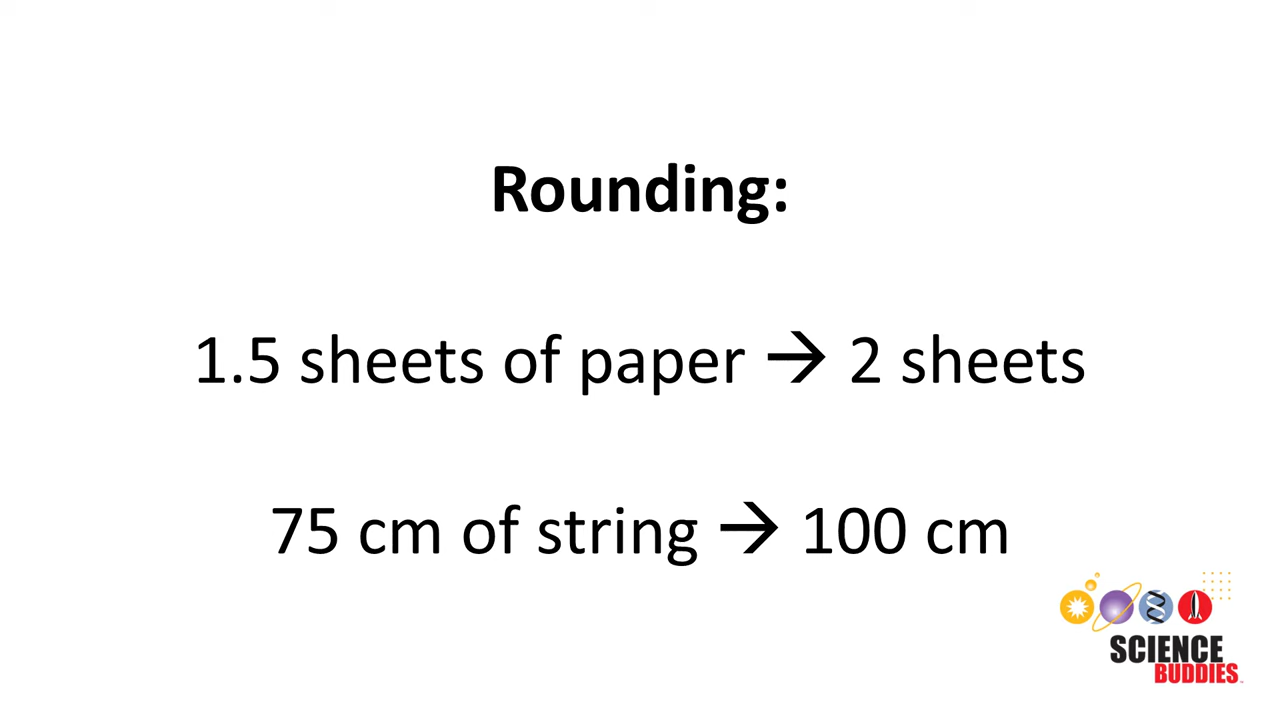 Rounding:
1.5 sheets of paper → 2 sheets
75 cm of string → 100 cm
SCIENCE
BUDDIES